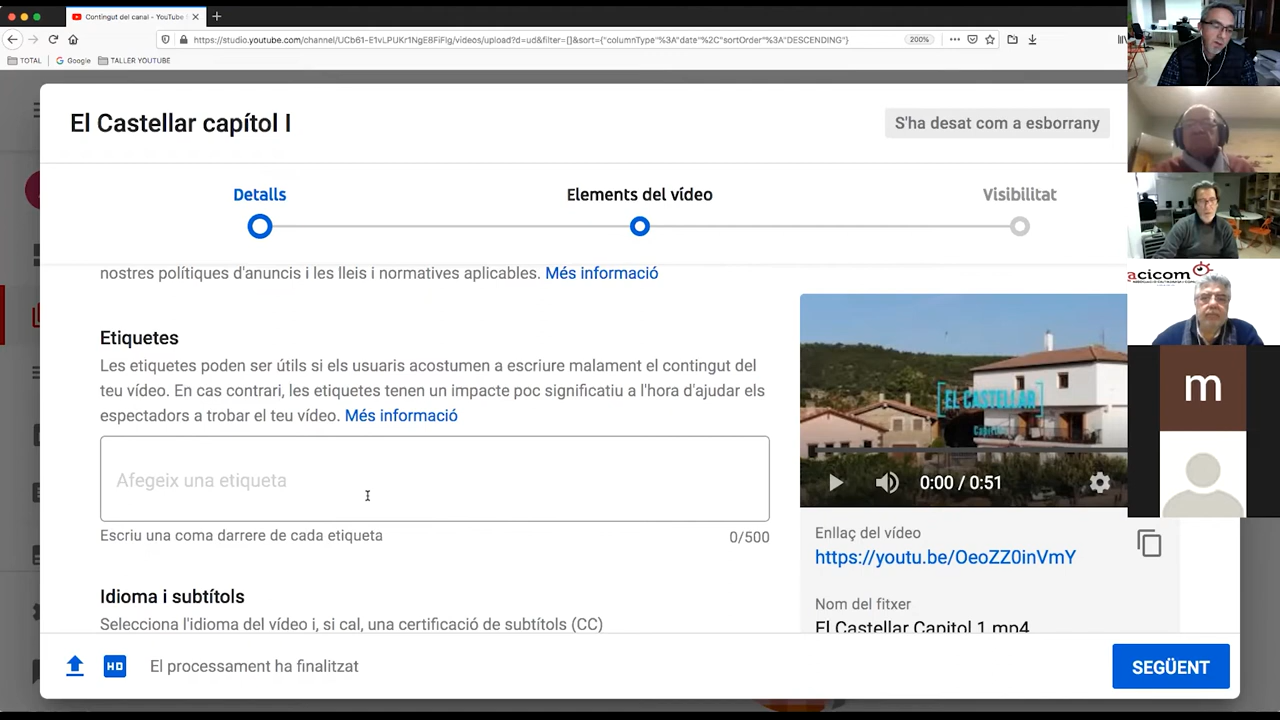 Contingut del canal - YouTube
https://studio.youtube.com/channel/UCb61-E1vLPUKr1NgE8FRHg/videos/upload?d=ud&filter=[]&sort={"columnType"%3A"date"%2C"sortOrder"%3A"DESCENDING"}
200%
TOTAL
Google
TALLER YOUTUBE
El Castellar capítol I
S'ha desat com a esborrany
Detalls
Elements del vídeo
Visibilitat
nostres polítiques d'anuncis i les lleis i normatives aplicables. Més informació
Etiquetes
Les etiquetes poden ser útils si els usuaris acostumen a escriure malament el contingut del
teu vídeo. En cas contrari, les etiquetes tenen un impacte poc significatiu a l'hora d'ajudar els
espectadors a trobar el teu vídeo. Més informació
Afegeix una etiqueta
Escriu una coma darrere de cada etiqueta
0/500
Idioma i subtítols
Selecciona l'idioma del vídeo i, si cal, una certificació de subtítols (CC)
EL CASTELLAR
0:00 / 0:51
Enllaç del vídeo
https://youtu.be/OeoZZ0inVmY
Nom del fitxer
El Castellar Capitol 1.mp4
HD
El processament ha finalitzat
SEGÜENT
acicom
m